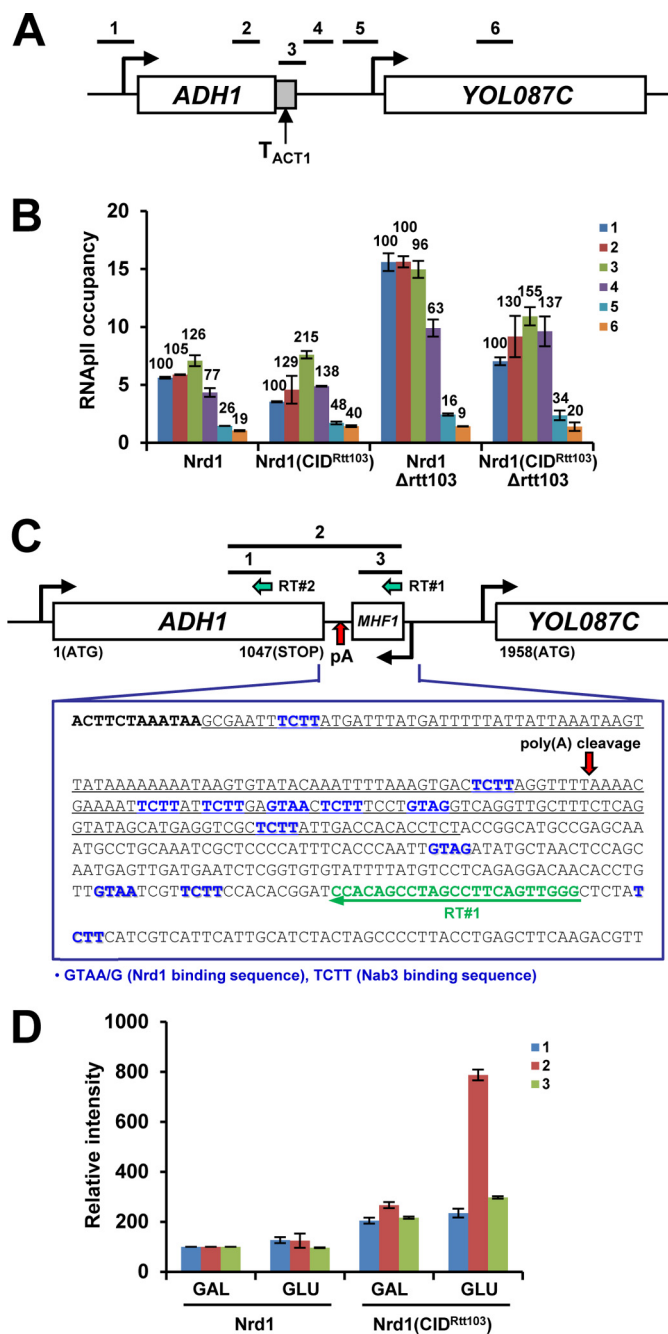 A
1 2 3 4 5 6
ADH1
YOL087C
TACT1
B
RNApII occupancy
20
15
10
5
0
100 105 126 77 26 19
100 129 215 138 48 40
100 100 96 63 16 9
100 130 155 137 34 20
Nrd1
Nrd1(CIDRtt103)
Nrd1
Δrtt103
Nrd1(CIDRtt103)
Δrtt103
1
2
3
4
5
6
C
2
1 3
RT#2 RT#1
ADH1 MHF1 YOL087C
1(ATG) 1047(STOP) pA 1958(ATG)
ACTTCTAAATAAGCGAATTTCTTATGATTTATGATTTTTATTATTAAATAAGT
poly(A) cleavage
TATAAAAAAAATAAGTGTATACAAATTTTAAAGTGACTCTTAGGTTTTAAAAC
GAAAATTCTTATTCTTGAGTAACTCTTTCCTGTAGGTCAGGTTGCTTTCTCAG
GTATAGCATGAGGTCGCTCTTATTGACCACACCTCTACCGGCATGCCGAGCAA
ATGCCTGCAAATCGCTCCCCATTTCACCCAATTGTAGATATGCTAACTCCAGC
AATGAGTTGATGAATCTCGGTGTGTATTTTATGTCCTCAGAGGACAACACCTG
TTGTAATCGTTCTTCCACACGGATCCACAGCCTAGCCTTCAGTTGGGCTCTAT
RT#1
CTTCATCGTCATTCATTGCATCTACTAGCCCCTTACCTGAGCTTCAAGACGTT
• GTAA/G (Nrd1 binding sequence), TCTT (Nab3 binding sequence)
D
Relative intensity
1000
800
600
400
200
0
1
2
3
GAL GLU GAL GLU
Nrd1 Nrd1(CIDRtt103)